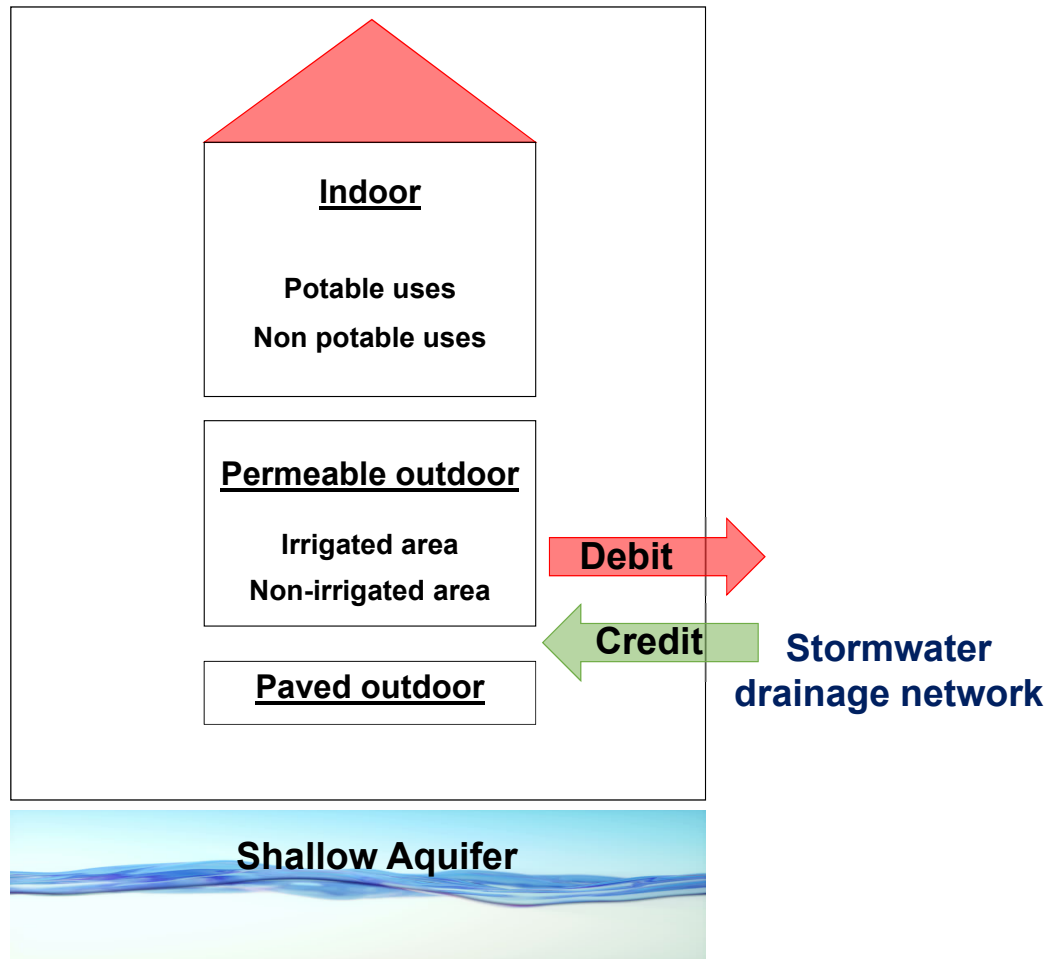 Indoor
Potable uses
Non potable uses
Permeable outdoor
Irrigated area
Non-irrigated area
Debit
Credit
Stormwater
drainage network
Paved outdoor
Shallow Aquifer